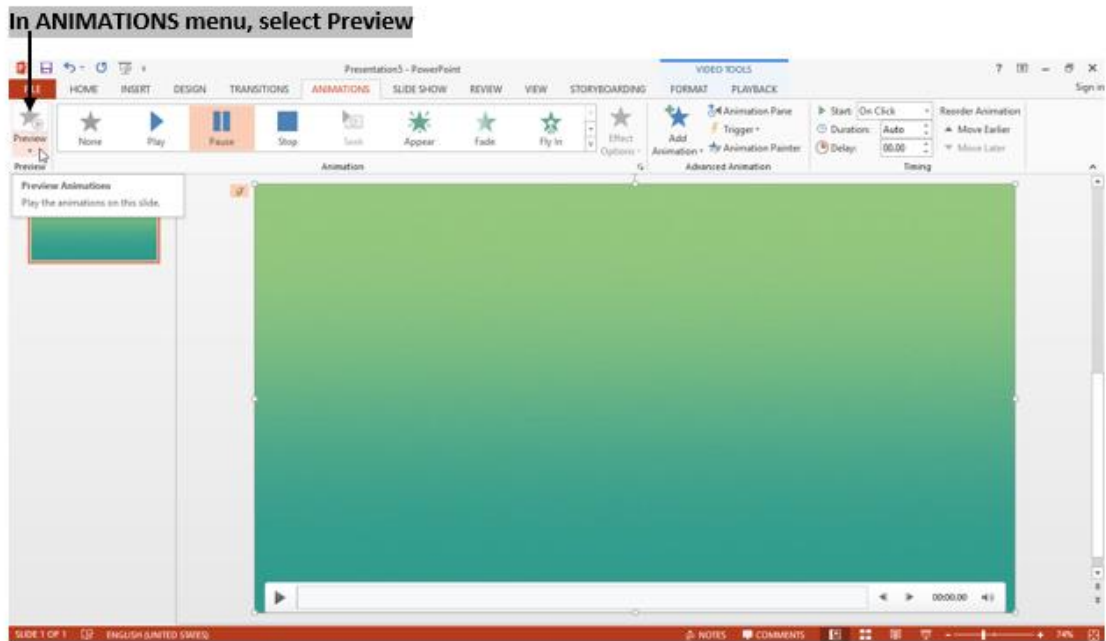 In ANIMATIONS menu, select Preview
Presentation5 - PowerPoint
VIDEO TOOLS
FILE HOME INSERT DESIGN TRANSITIONS ANIMATIONS SLIDE SHOW REVIEW VIEW STORYBOARDING FORMAT PLAYBACK Sign in
Preview None Play Pause Stop Seek Appear Fade Fly In Effect Options Add Animation
Animation Pane
Trigger
Animation Painter
Start: On Click
Duration: Auto
Delay: 00.00
Reorder Animation
Move Earlier
Move Later
Preview Animation Advanced Animation Timing
Preview Animations
Play the animations on this slide.
00:00.00
SLIDE 1 OF 1 ENGLISH (UNITED STATES) NOTES COMMENTS 74%